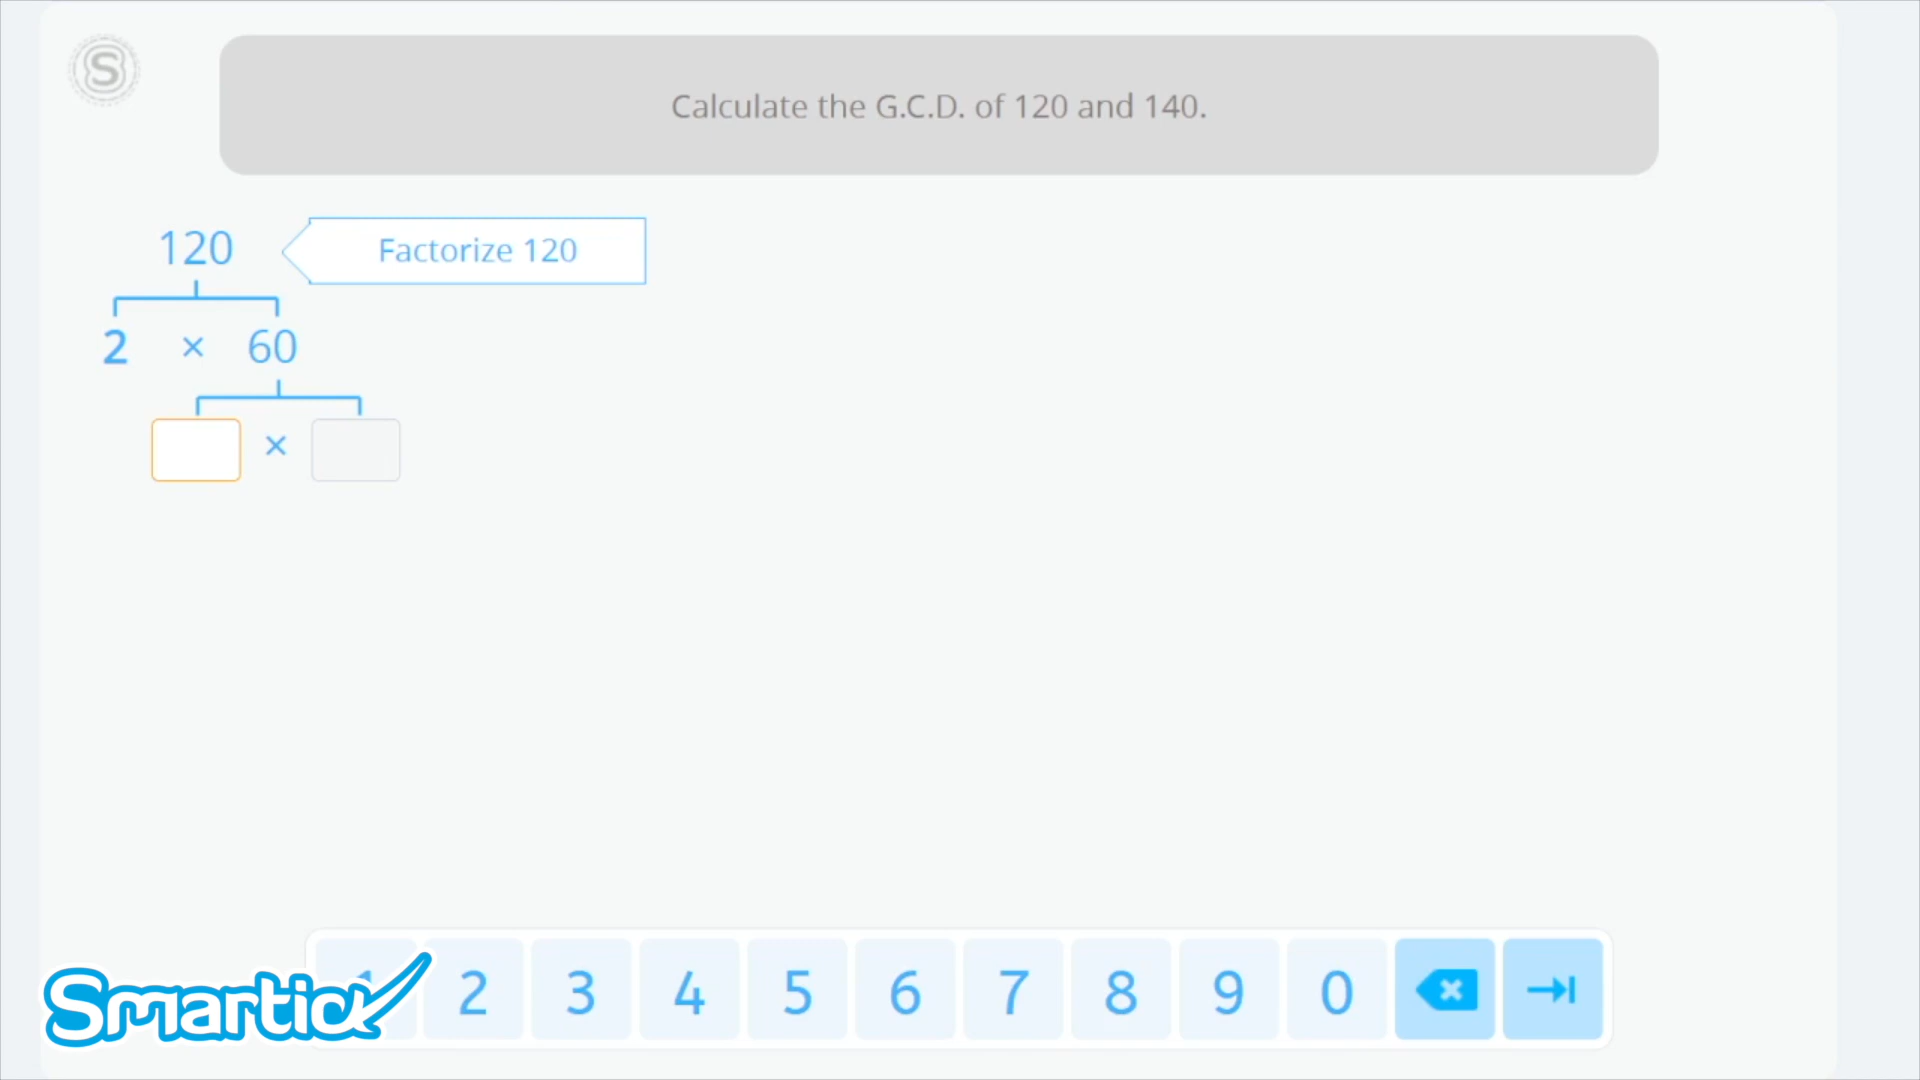 S
Calculate the G.C.D. of 120 and 140.
120
Factorize 120
2 × 60
×
1 2 3 4 5 6 7 8 9 0
Smartick